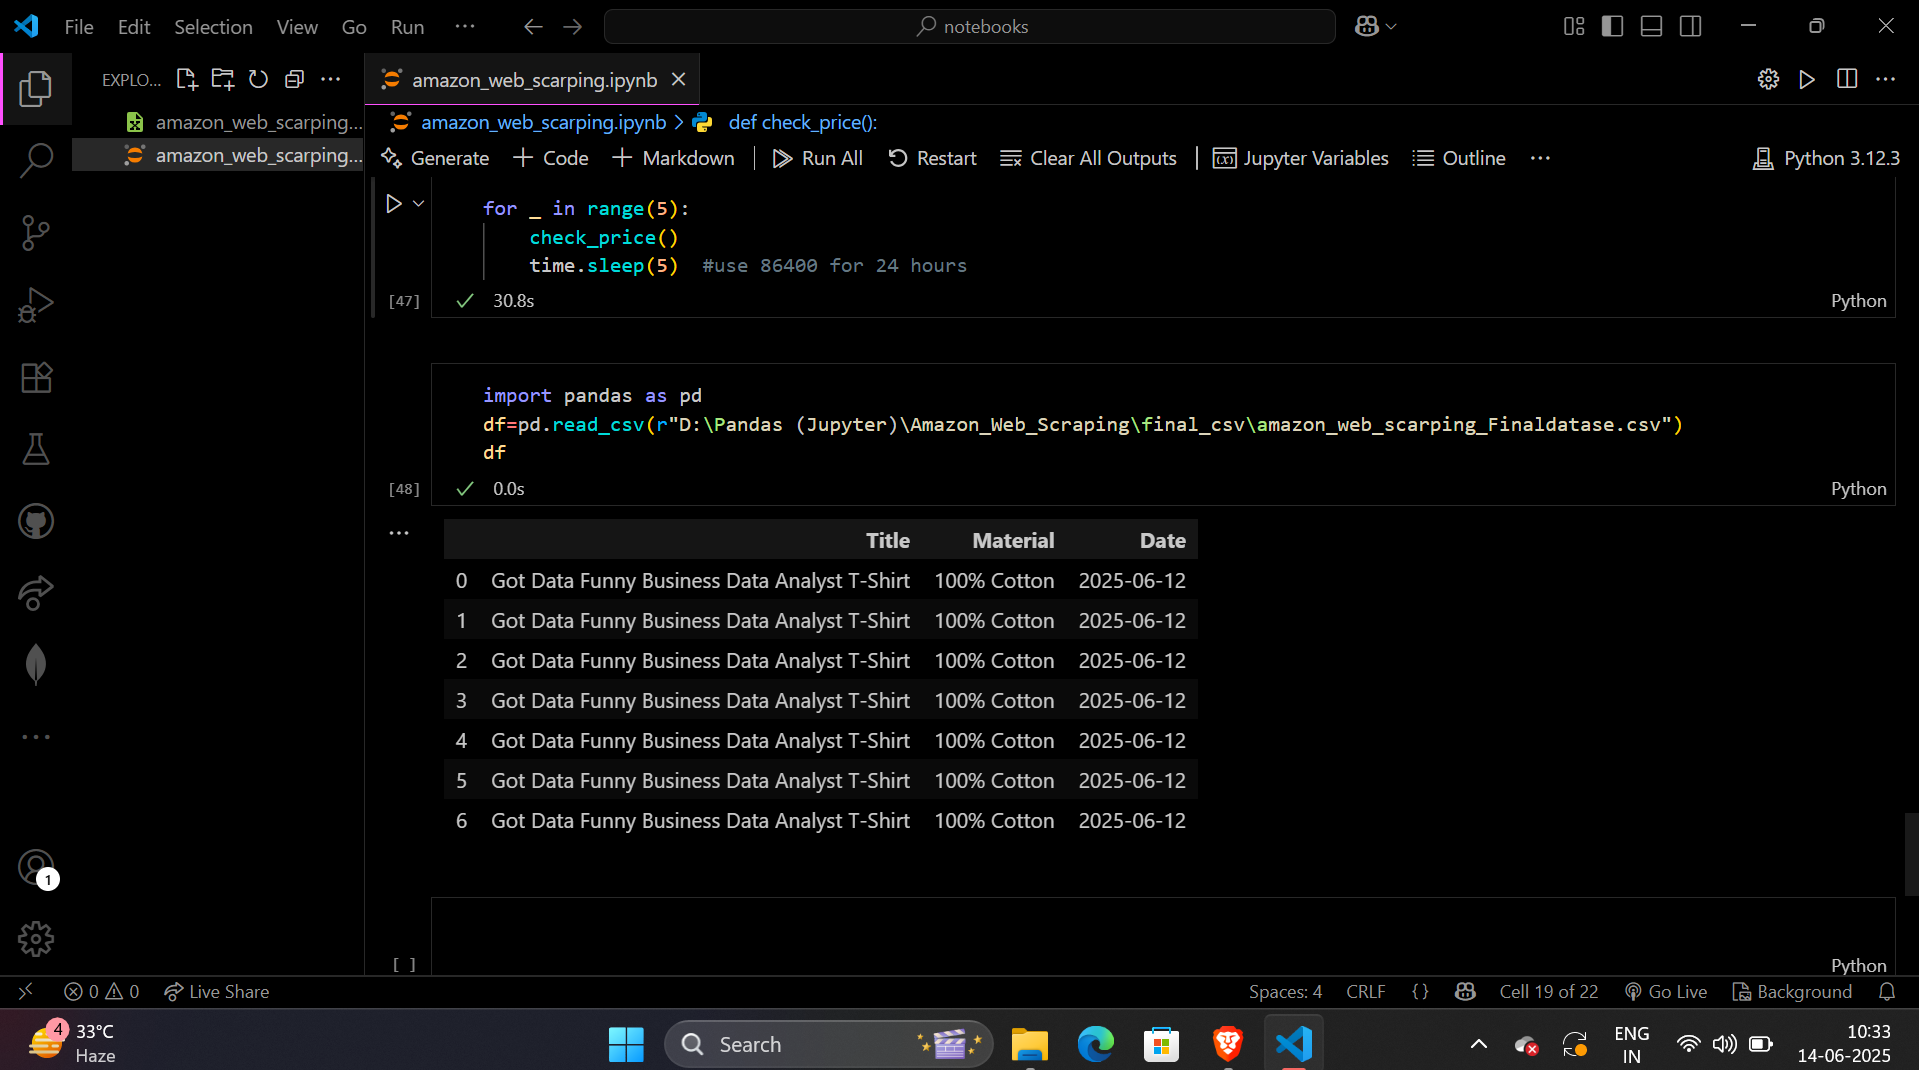 File Edit Selection View Go Run ··· notebooks
EXPLO... amazon_web_scarping.ipynb
amazon_web_scarping...
amazon_web_scarping...
amazon_web_scarping.ipynb > def check_price():
Generate + Code + Markdown | Run All Restart Clear All Outputs | Jupyter Variables Outline ··· Python 3.12.3
for _ in range(5):
    check_price()
    time.sleep(5)  #use 86400 for 24 hours
[47] 30.8s Python
import pandas as pd
df=pd.read_csv(r"D:\Pandas (Jupyter)\Amazon_Web_Scraping\final_csv\amazon_web_scarping_Finaldatase.csv")
df
[48] 0.0s Python
Title Material Date
0 Got Data Funny Business Data Analyst T-Shirt 100% Cotton 2025-06-12
1 Got Data Funny Business Data Analyst T-Shirt 100% Cotton 2025-06-12
2 Got Data Funny Business Data Analyst T-Shirt 100% Cotton 2025-06-12
3 Got Data Funny Business Data Analyst T-Shirt 100% Cotton 2025-06-12
4 Got Data Funny Business Data Analyst T-Shirt 100% Cotton 2025-06-12
5 Got Data Funny Business Data Analyst T-Shirt 100% Cotton 2025-06-12
6 Got Data Funny Business Data Analyst T-Shirt 100% Cotton 2025-06-12
1
[ ] Python
0 0 Live Share Spaces: 4 CRLF {} Cell 19 of 22 Go Live Background
4 33°C
Haze
Search
ENG
IN
10:33
14-06-2025